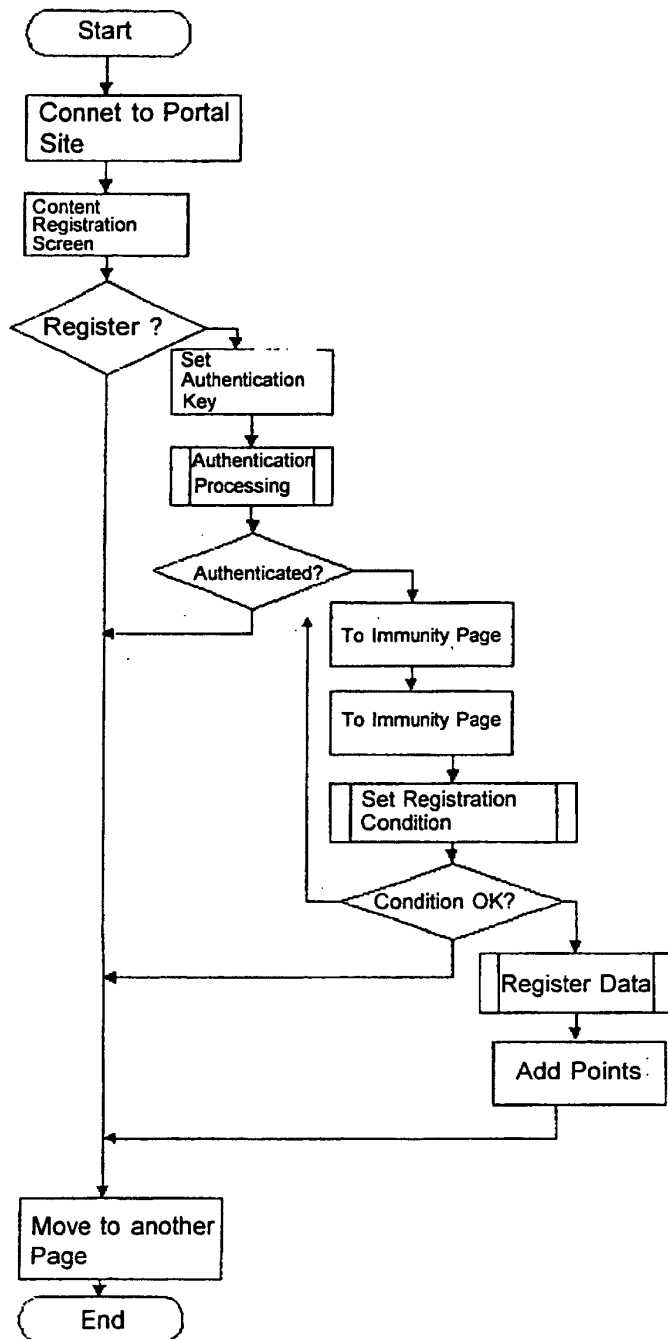 Start
Connet to Portal
Site
Content
Registration
Screen
Register ?
Set
Authentication
Key
Authentication
Processing
Authenticated?
To Immunity Page
To Immunity Page
Set Registration
Condition
Condition OK?
Register Data
Add Points
Move to another
Page
End